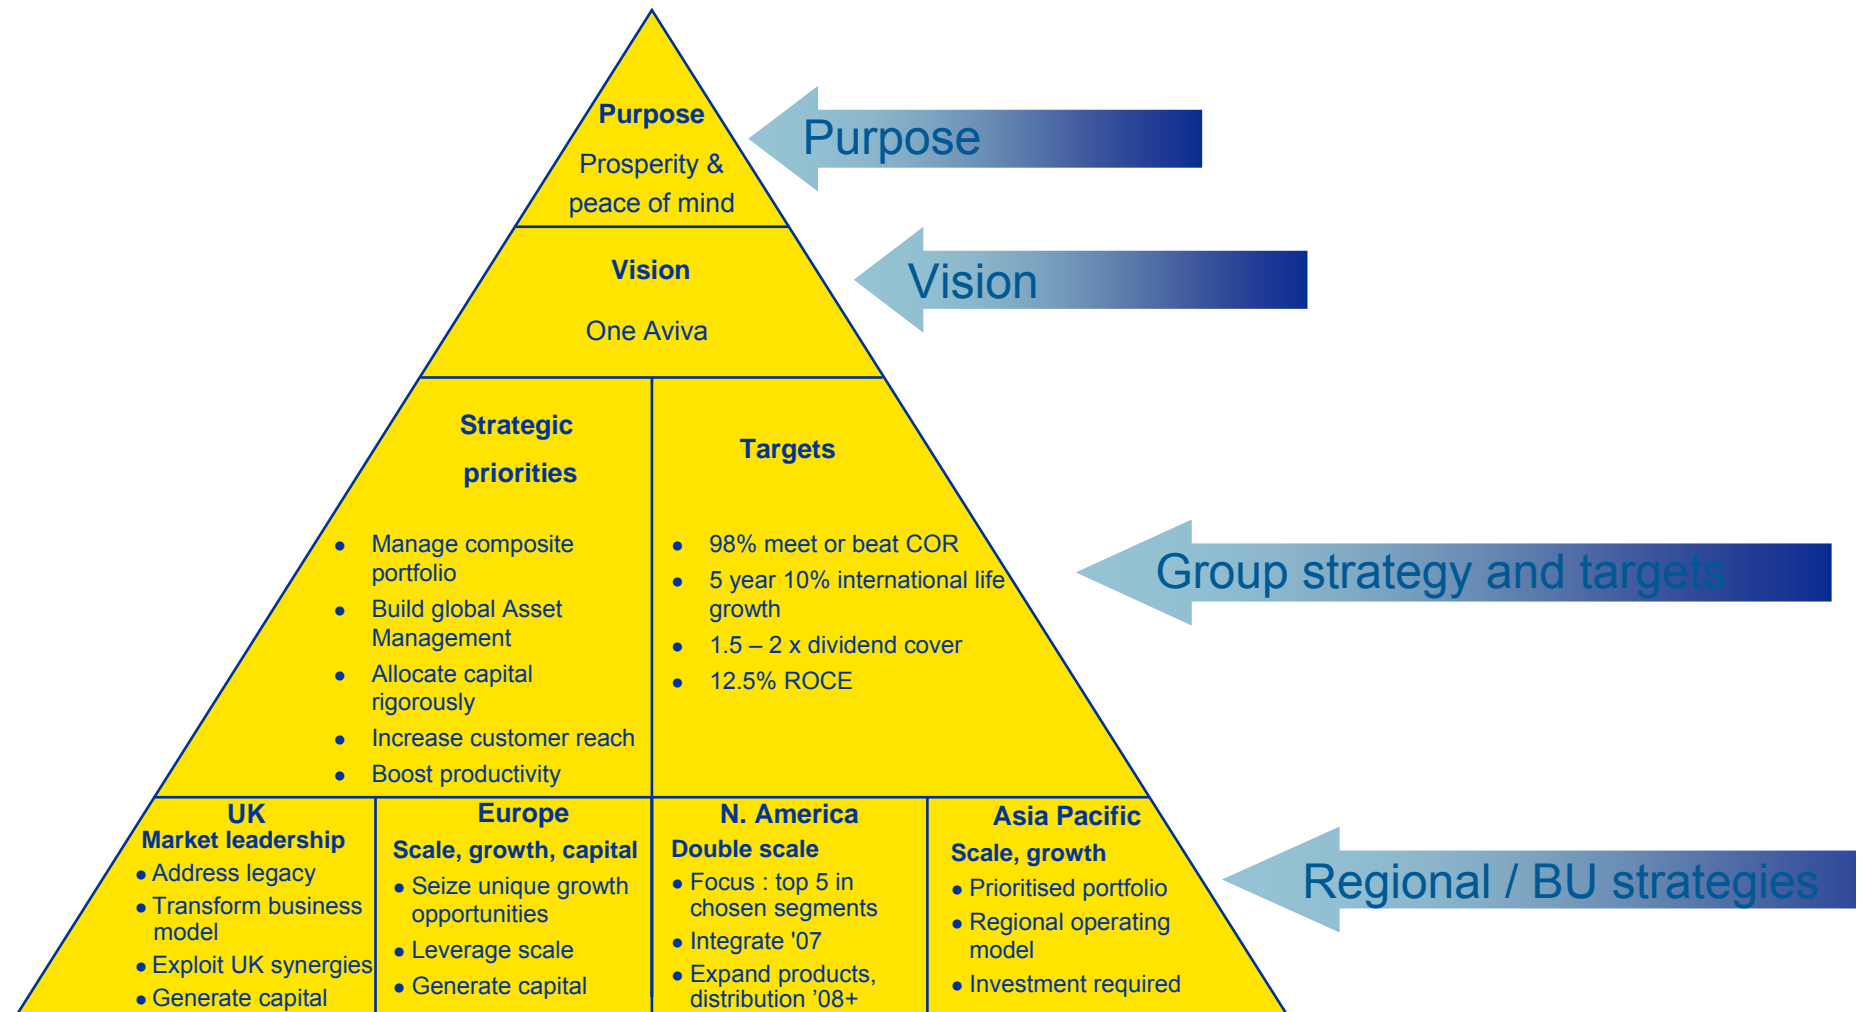 Purpose
Prosperity &
peace of mind
Purpose
Vision
One Aviva
Vision
Strategic
priorities
● Manage composite
portfolio
● Build global Asset
Management
● Allocate capital
rigorously
● Increase customer reach
● Boost productivity
Targets
● 98% meet or beat COR
● 5 year 10% international life
growth
● 1.5 – 2 x dividend cover
● 12.5% ROCE
Group strategy and targets
UK
Market leadership
● Address legacy
● Transform business
model
● Exploit UK synergies
● Generate capital
Europe
Scale, growth, capital
● Seize unique growth
opportunities
● Leverage scale
● Generate capital
N. America
Double scale
● Focus : top 5 in
chosen segments
● Integrate '07
● Expand products,
distribution ’08+
Asia Pacific
Scale, growth
● Prioritised portfolio
● Regional operating
model
● Investment required
Regional / BU strategies